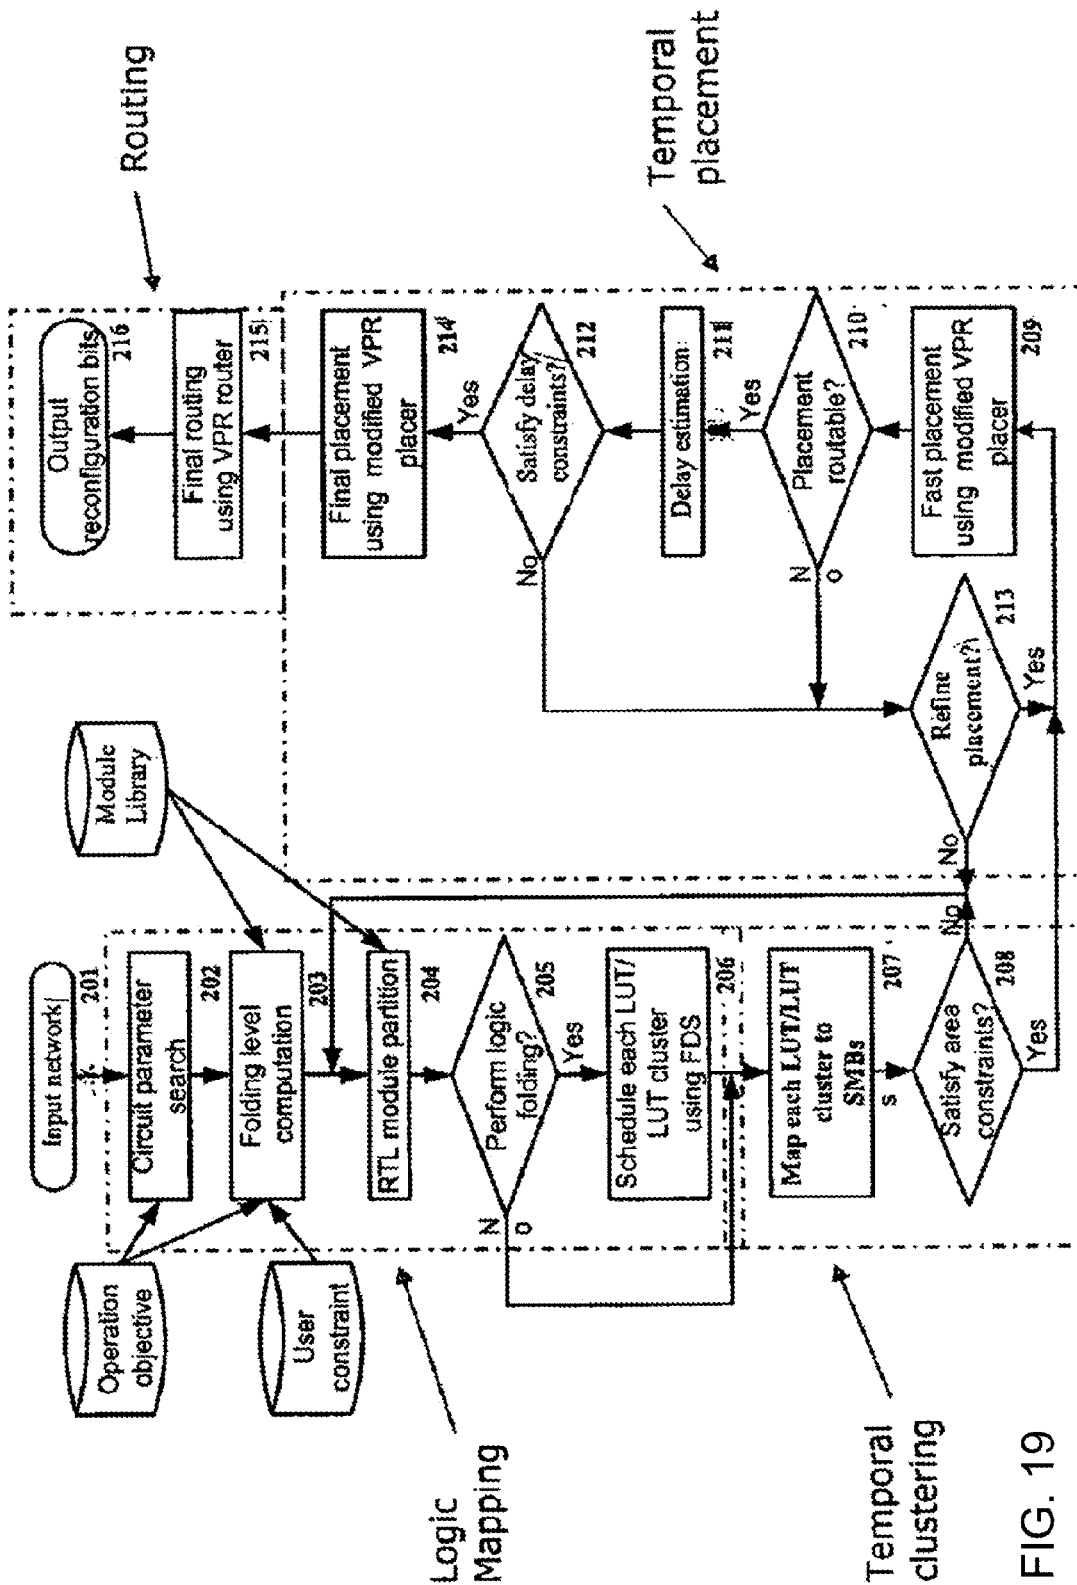 Input network
201
Circuit parameter
search
202
Operation
objective
Module
Library
Folding level
computation
203
User
constraint
RTL module partition
204
Perform logic
folding?
205
N
o
Yes
Schedule each LUT/
LUT cluster
using FDS
206
Logic
Mapping
Map each LUT/LUT
cluster to
SMBs
207
s
Satisfy area
constraints?
208
No
Yes
Temporal
clustering
Output
reconfiguration bits
216
Final routing
using VPR router
215
Routing
Final placement
using modified VPR
placer
214
Yes
Satisfy delay
constraints?
212
No
Delay estimation
211
Yes
Placement
routable?
210
N
o
Fast placement
using modified VPR
placer
209
Refine
placement?
213
No
Yes
Temporal
placement
FIG. 19